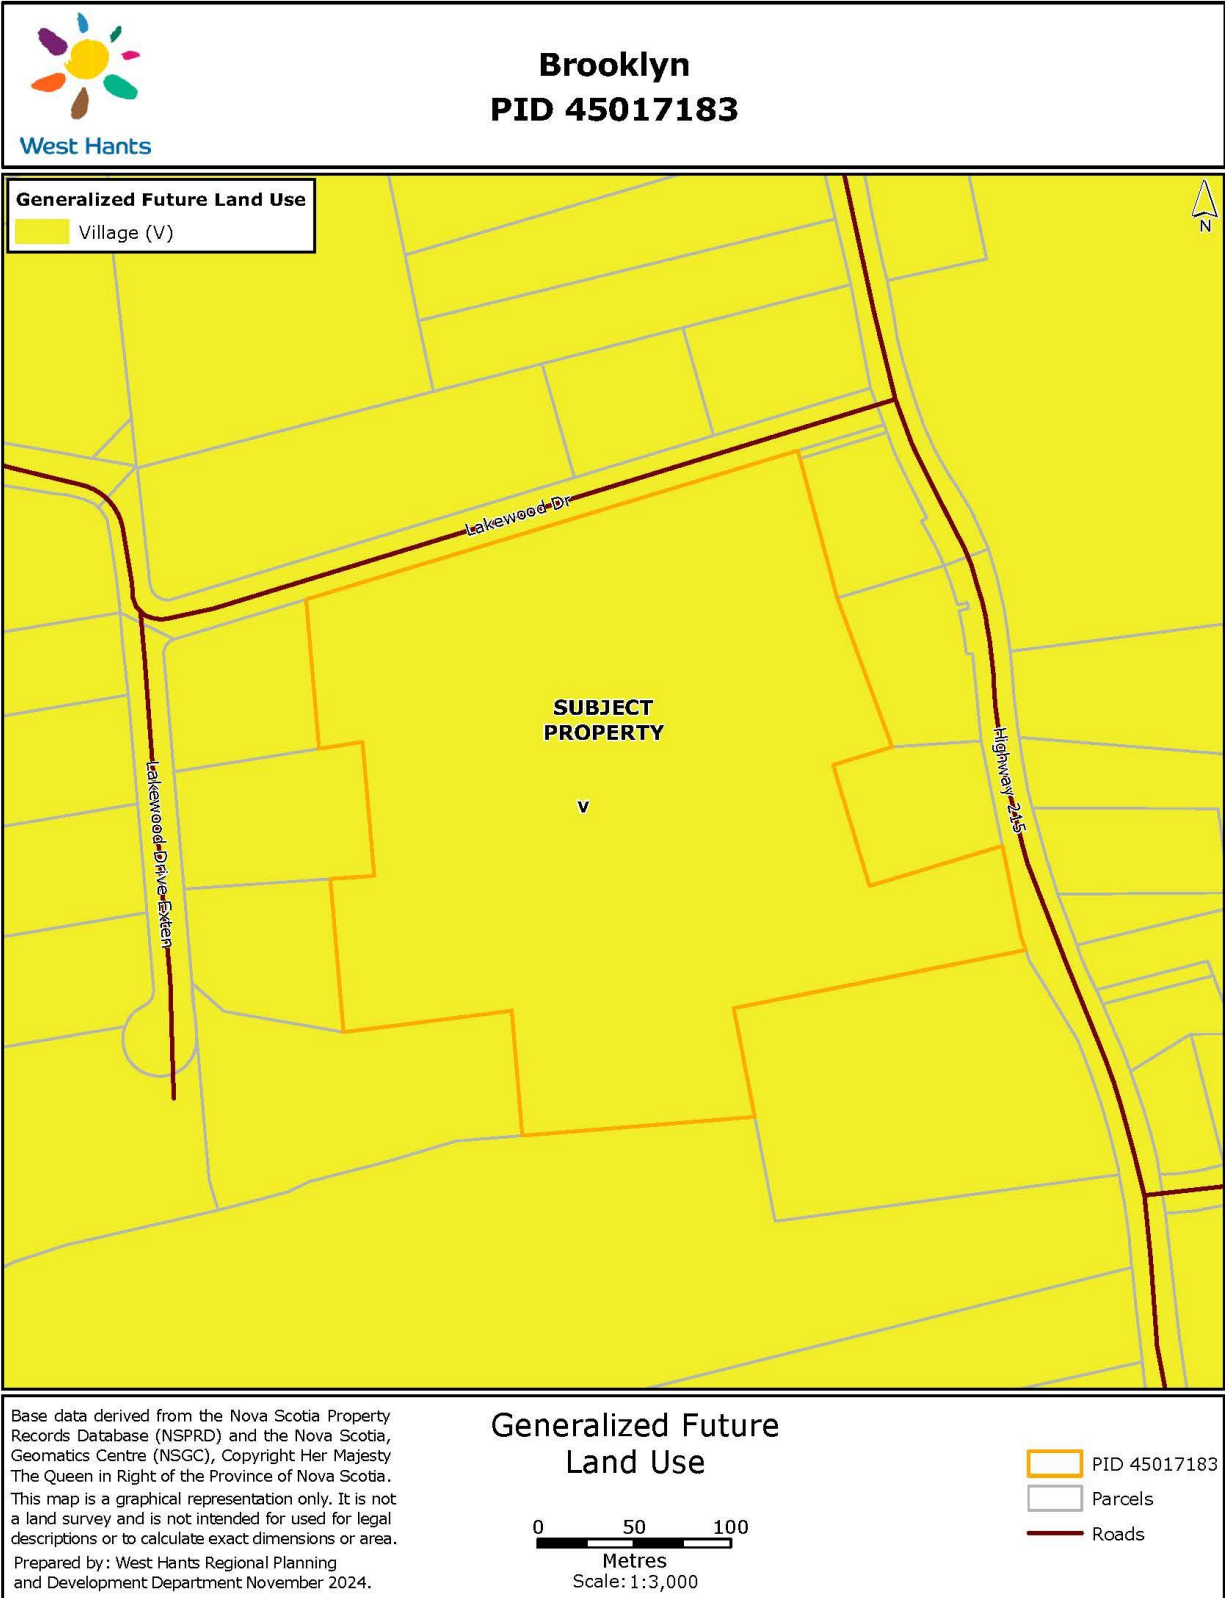 West Hants
Brooklyn
PID 45017183
Generalized Future Land Use
Village (V)
N
Lakewood Dr
SUBJECT
PROPERTY
V
Highway 215
Lakewood Drive Exten
Base data derived from the Nova Scotia Property
Records Database (NSPRD) and the Nova Scotia,
Geomatics Centre (NSGC), Copyright Her Majesty
The Queen in Right of the Province of Nova Scotia.
This map is a graphical representation only. It is not
a land survey and is not intended for used for legal
descriptions or to calculate exact dimensions or area.
Prepared by: West Hants Regional Planning
and Development Department November 2024.
Generalized Future
Land Use
0 50 100
Metres
Scale: 1:3,000
PID 45017183
Parcels
Roads